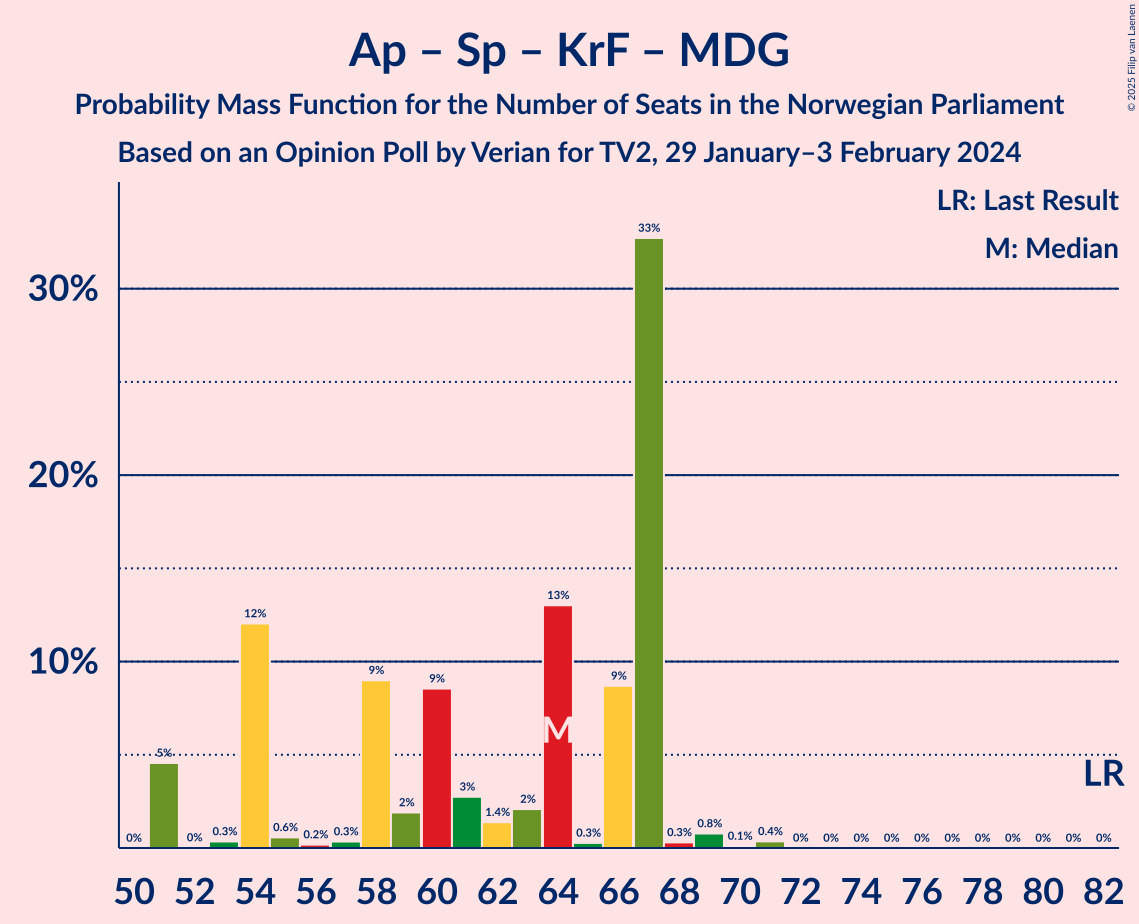 Ap – Sp – KrF – MDG
Probability Mass Function for the Number of Seats in the Norwegian Parliament
Based on an Opinion Poll by Verian for TV2, 29 January–3 February 2024
© 2025 Filip van Laenen
LR: Last Result
M: Median
30%
20%
10%
0% 5% 0% 0.3% 12% 0.6% 0.2% 0.3% 9% 2% 9% 3% 1.4% 2% 13% 0.3% 9% 33% 0.3% 0.8% 0.1% 0.4% 0% 0% 0% 0% 0% 0% 0% 0% 0% 0% 0%
M
LR
50 52 54 56 58 60 62 64 66 68 70 72 74 76 78 80 82